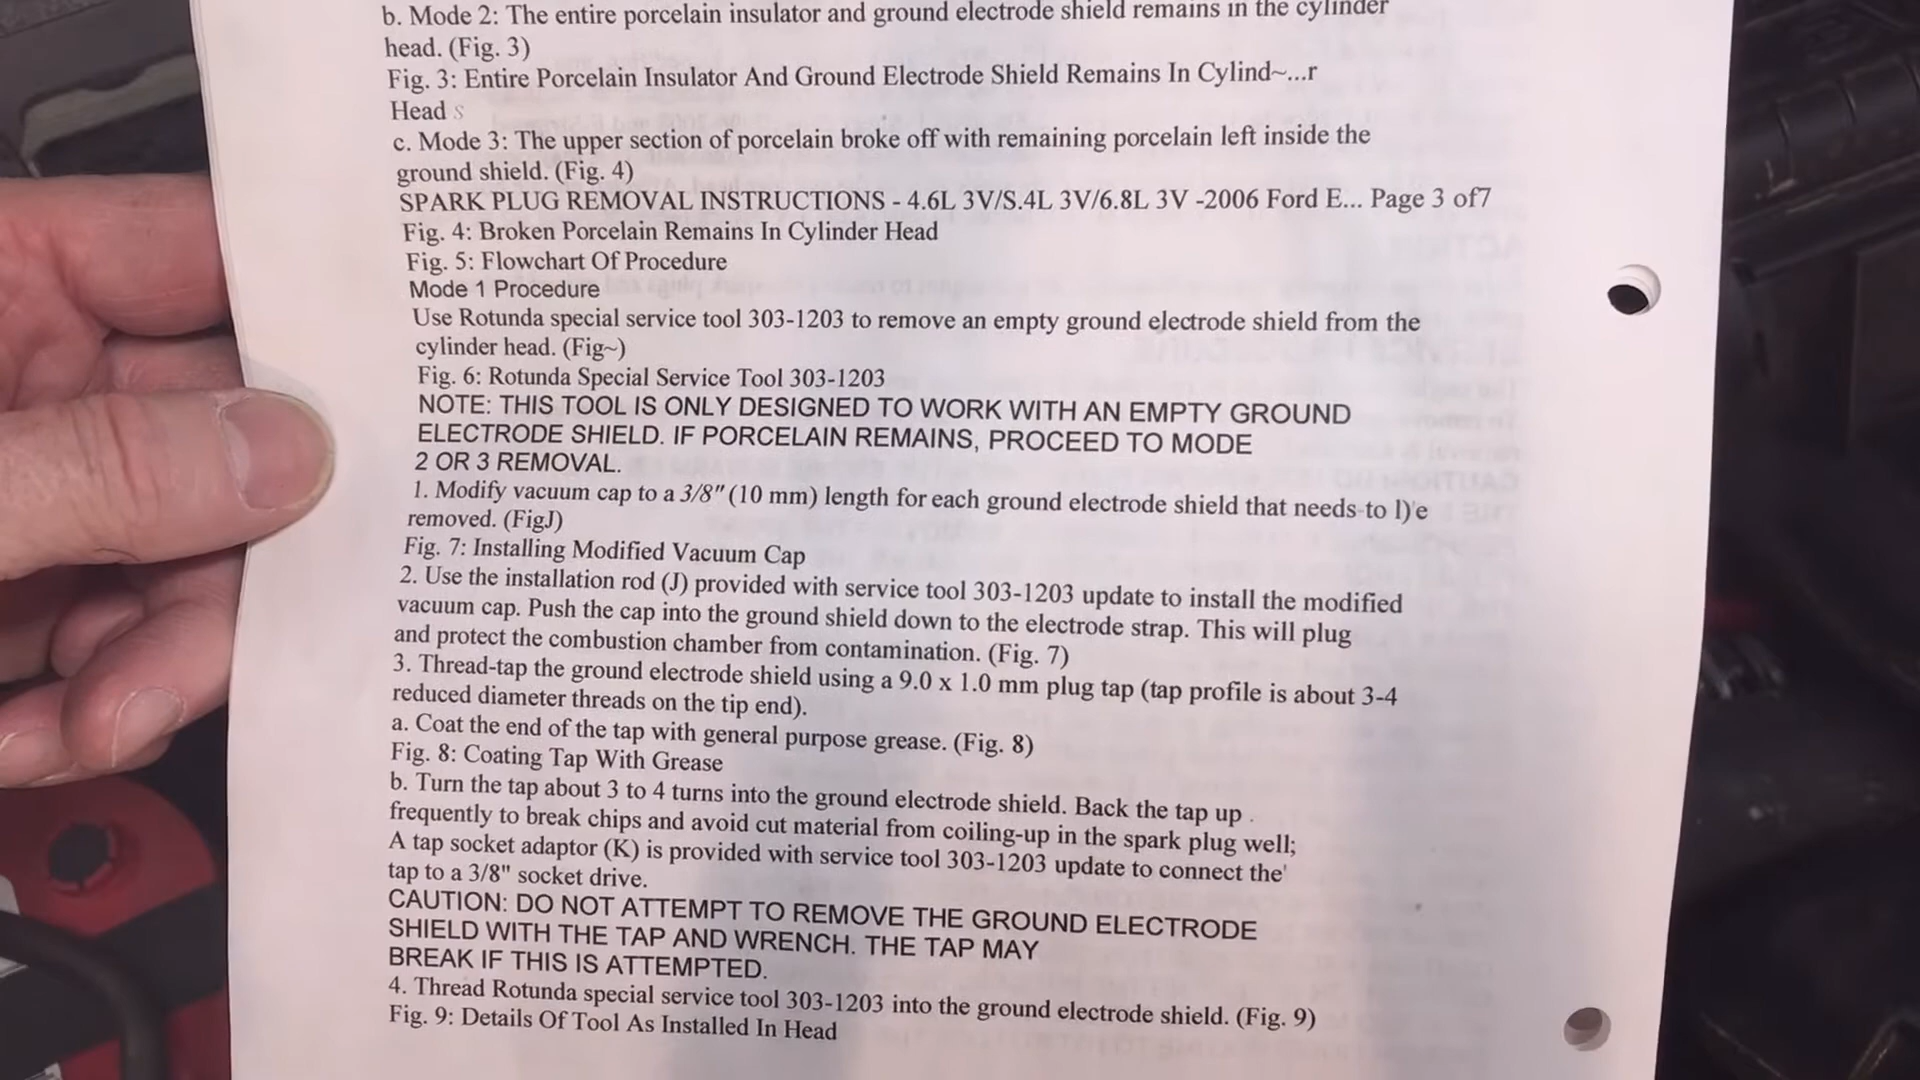 b. Mode 2: The entire porcelain insulator and ground electrode shield remains in the cylinder
head. (Fig. 3)
Fig. 3: Entire Porcelain Insulator And Ground Electrode Shield Remains In Cylind~...r
Head s
c. Mode 3: The upper section of porcelain broke off with remaining porcelain left inside the
ground shield. (Fig. 4)
SPARK PLUG REMOVAL INSTRUCTIONS - 4.6L 3V/S.4L 3V/6.8L 3V -2006 Ford E... Page 3 of7
Fig. 4: Broken Porcelain Remains In Cylinder Head
Fig. 5: Flowchart Of Procedure
Mode 1 Procedure
Use Rotunda special service tool 303-1203 to remove an empty ground electrode shield from the
cylinder head. (Fig~)
Fig. 6: Rotunda Special Service Tool 303-1203
NOTE: THIS TOOL IS ONLY DESIGNED TO WORK WITH AN EMPTY GROUND
ELECTRODE SHIELD. IF PORCELAIN REMAINS, PROCEED TO MODE
2 OR 3 REMOVAL.
1. Modify vacuum cap to a 3/8" (10 mm) length for each ground electrode shield that needs-to l)'e
removed. (FigJ)
Fig. 7: Installing Modified Vacuum Cap
2. Use the installation rod (J) provided with service tool 303-1203 update to install the modified
vacuum cap. Push the cap into the ground shield down to the electrode strap. This will plug
and protect the combustion chamber from contamination. (Fig. 7)
3. Thread-tap the ground electrode shield using a 9.0 x 1.0 mm plug tap (tap profile is about 3-4
reduced diameter threads on the tip end).
a. Coat the end of the tap with general purpose grease. (Fig. 8)
Fig. 8: Coating Tap With Grease
b. Turn the tap about 3 to 4 turns into the ground electrode shield. Back the tap up .
frequently to break chips and avoid cut material from coiling-up in the spark plug well;
A tap socket adaptor (K) is provided with service tool 303-1203 update to connect the'
tap to a 3/8" socket drive.
CAUTION: DO NOT ATTEMPT TO REMOVE THE GROUND ELECTRODE
SHIELD WITH THE TAP AND WRENCH. THE TAP MAY
BREAK IF THIS IS ATTEMPTED.
4. Thread Rotunda special service tool 303-1203 into the ground electrode shield. (Fig. 9)
Fig. 9: Details Of Tool As Installed In Head